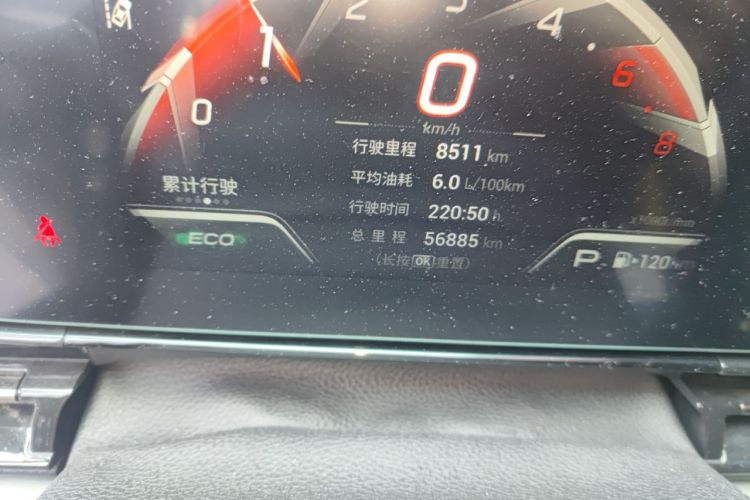 0 1 2 4 6 8
0
km/h
行驶里程 8511 km
平均油耗 6.0 L/100km
累计行驶
行驶时间 220:50 h
总里程 56885 km
ECO
(长按OK重置)
P 120